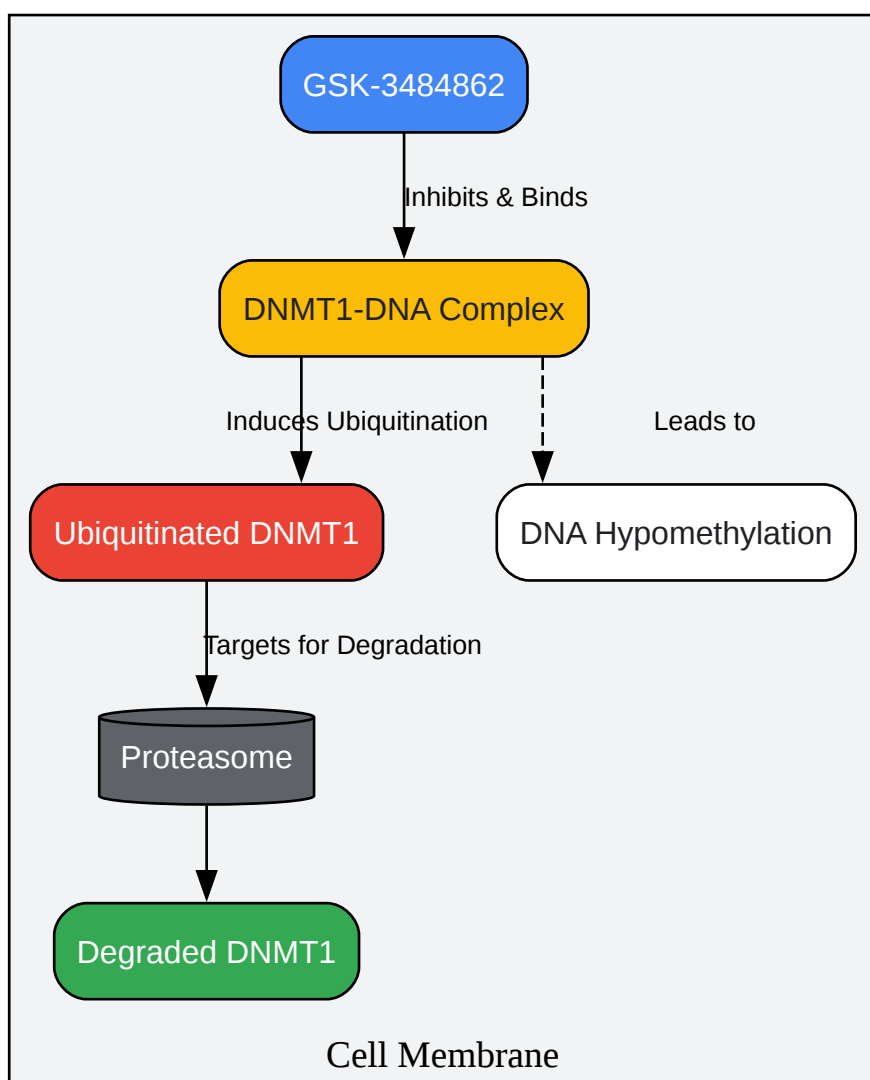 GSK-3484862
Inhibits & Binds
DNMT1-DNA Complex
Induces Ubiquitination
Leads to
Ubiquitinated DNMT1
DNA Hypomethylation
Targets for Degradation
Proteasome
Degraded DNMT1
Cell Membrane